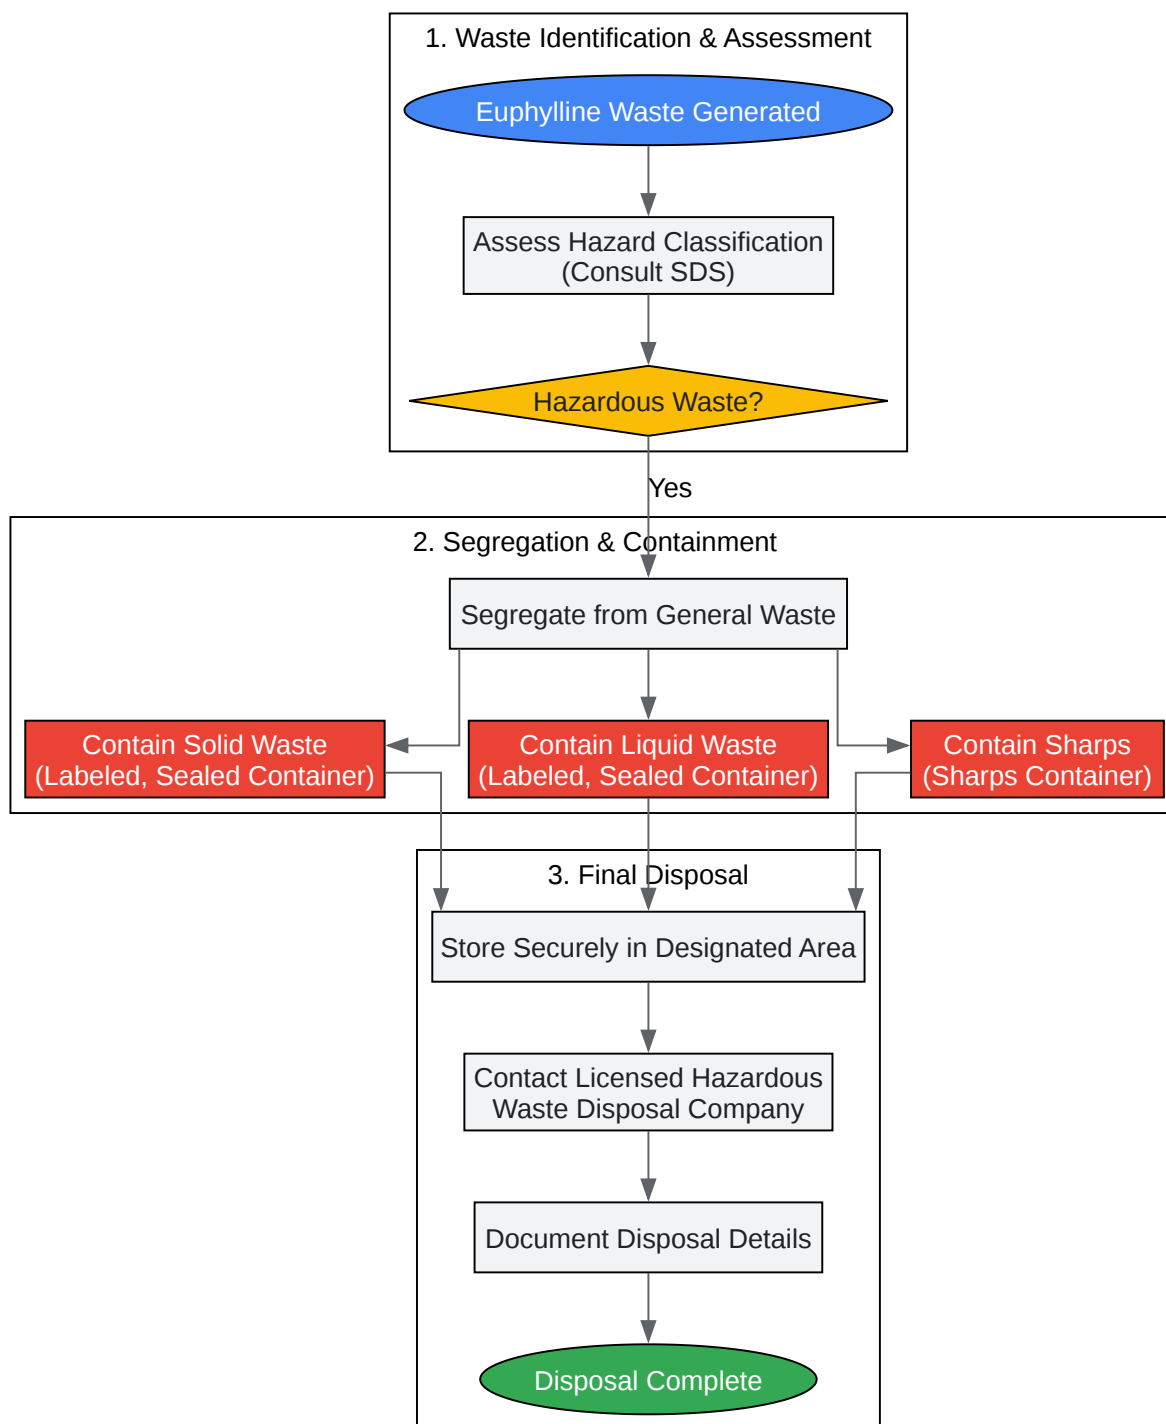 1. Waste Identification & Assessment
Euphylline Waste Generated
Assess Hazard Classification
(Consult SDS)
Hazardous Waste?
Yes
2. Segregation & Containment
Segregate from General Waste
Contain Solid Waste
(Labeled, Sealed Container)
Contain Liquid Waste
(Labeled, Sealed Container)
Contain Sharps
(Sharps Container)
3. Final Disposal
Store Securely in Designated Area
Contact Licensed Hazardous
Waste Disposal Company
Document Disposal Details
Disposal Complete